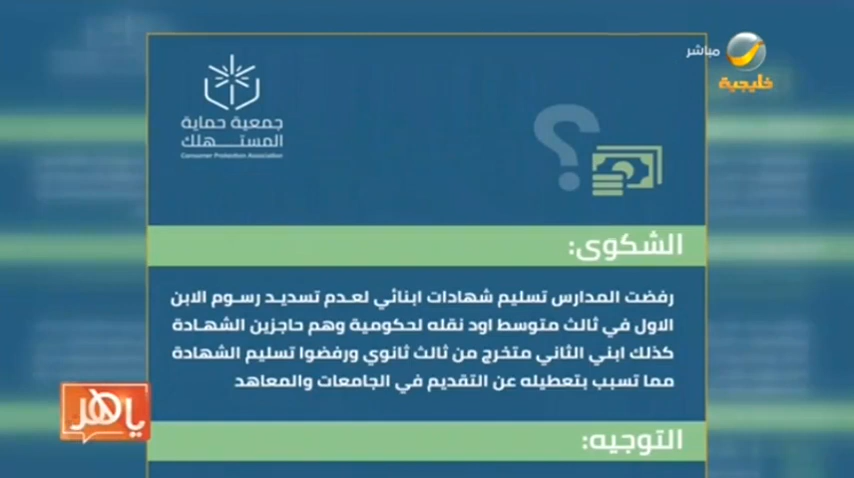 مباشر
خليجية
جمعية حماية
المستهلك
Consumer Protection Association
؟
الشكوى:
رفضت المدارس تسليم شهادات ابنائي لعدم تسديد رسوم الابن
الاول في ثالث متوسط اود نقله لحكومية وهم حاجزين الشهادة
كذلك ابني الثاني متخرج من ثالث ثانوي ورفضوا تسليم الشهادة
مما تسبب بتعطيله عن التقديم في الجامعات والمعاهد
ياهلا
التوجيه: